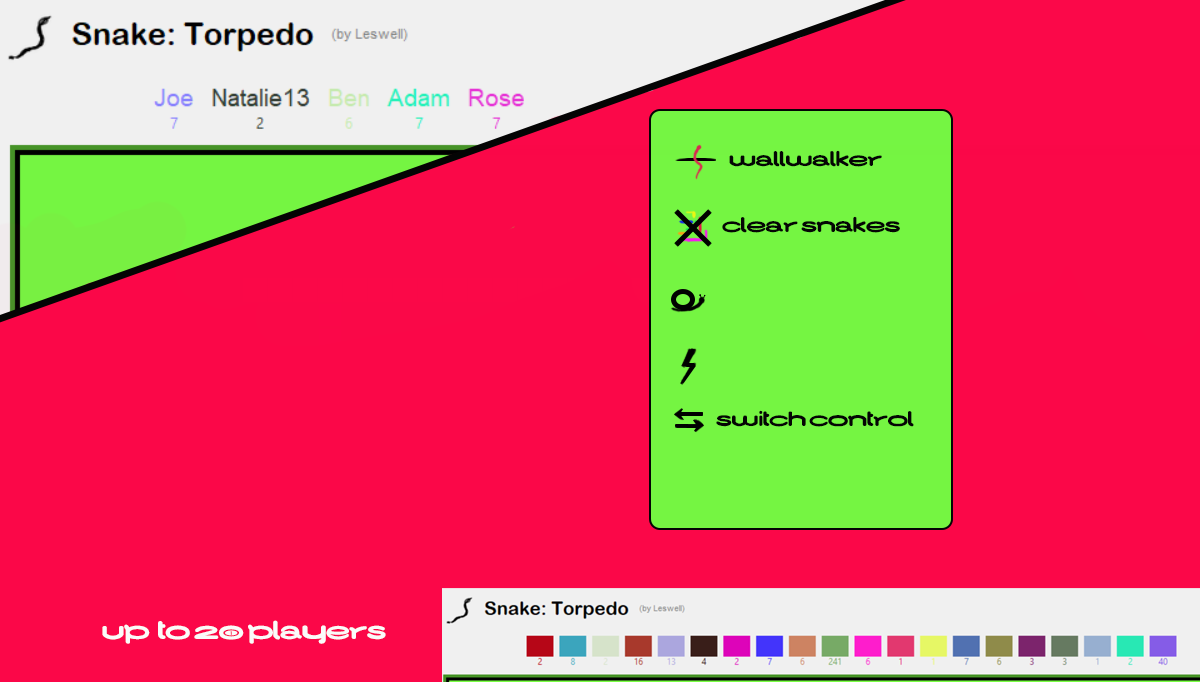 Snake: Torpedo (by Leswell)
Joe Natalie13 Ben Adam Rose
7 2 6 7 7
wallwalker
clear snakes
switch control
up to 20 players
Snake: Torpedo (by Leswell)
2 8 16 13 4 2 7 6 241 6 1 7 6 3 3 1 2 40